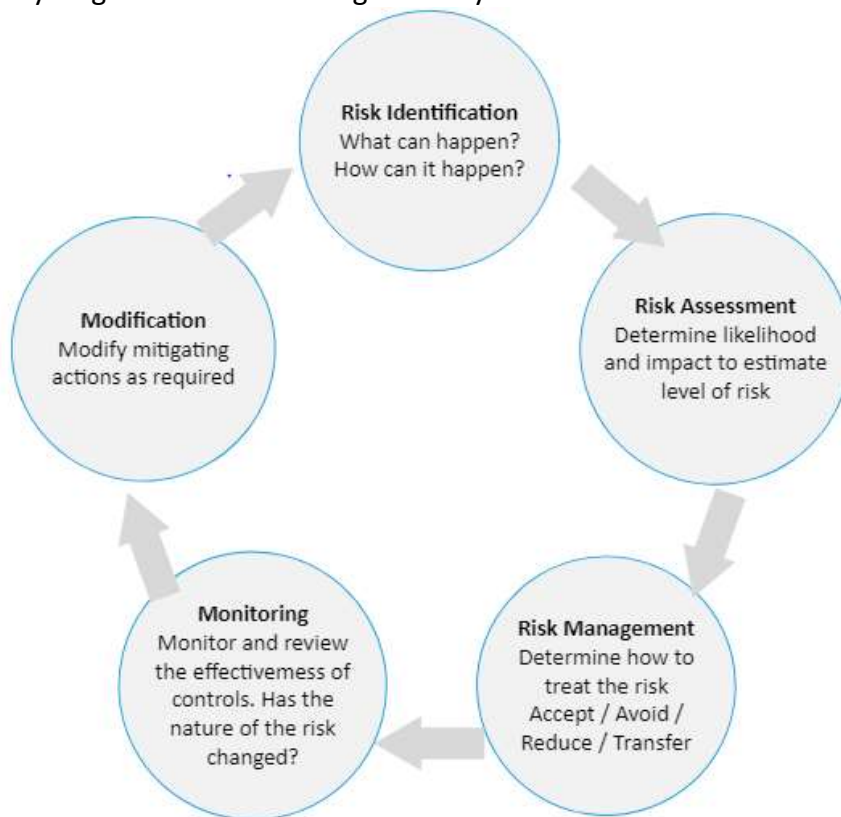 Risk Identification
What can happen?
How can it happen?
Risk Assessment
Determine likelihood
and impact to estimate
level of risk
Risk Management
Determine how to
treat the risk
Accept / Avoid /
Reduce / Transfer
Monitoring
Monitor and review
the effectivemess of
controls. Has the
nature of the risk
changed?
Modification
Modify mitigating
actions as required